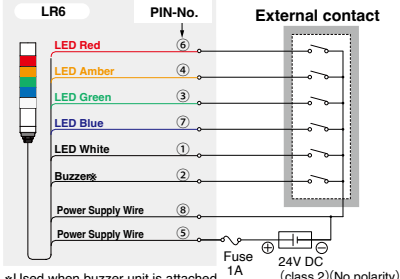 LR6 PIN-No. External contact
LED Red ⑥
LED Amber ④
LED Green ③
LED Blue ⑦
LED White ①
Buzzer※ ②
Power Supply Wire ⑧
Power Supply Wire ⑤
Fuse
1A
⊕ ⊖
24V DC
(class 2)(No polarity)
※Used when buzzer unit is attached